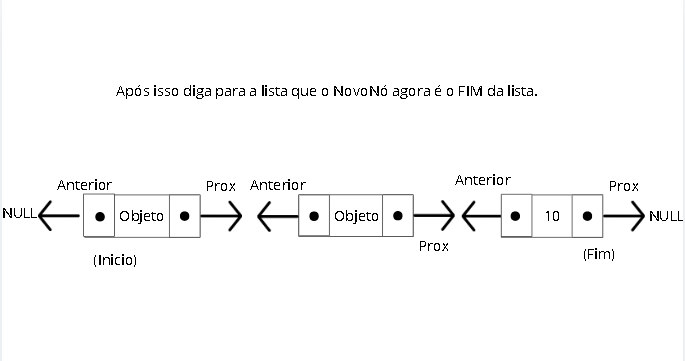 Após isso diga para a lista que o NovoNó agora é o FIM da lista.
Anterior Prox Anterior Anterior Prox
NULL Objeto Objeto 10 NULL
Prox
(Inicio) (Fim)